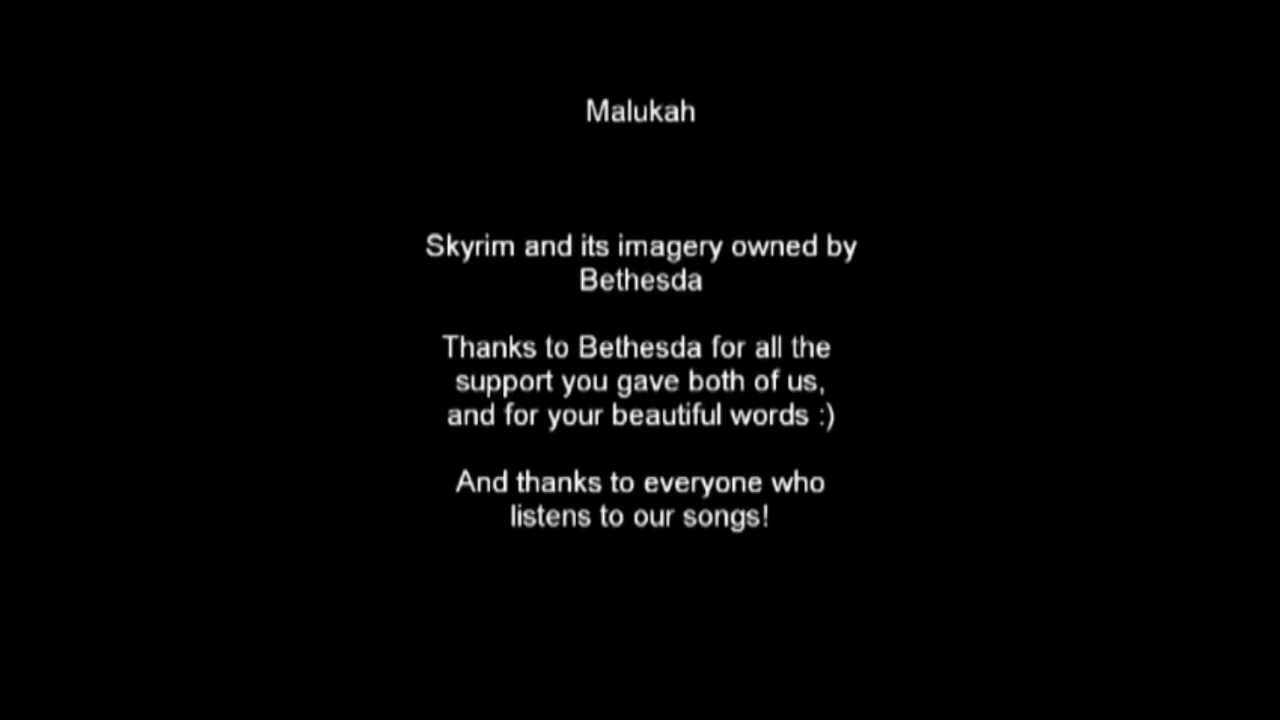 Malukah
Skyrim and its imagery owned by
Bethesda
Thanks to Bethesda for all the
support you gave both of us,
and for your beautiful words :)
And thanks to everyone who
listens to our songs!